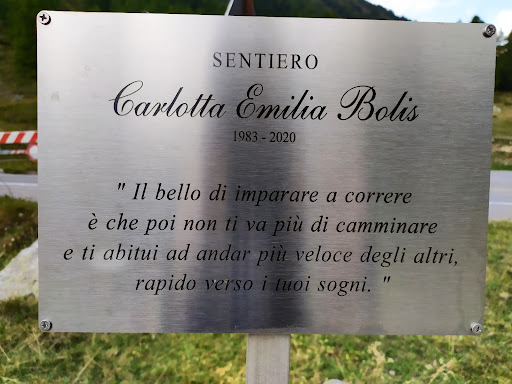 SENTIERO
Carlotta Emilia Bolis
1983 - 2020
" Il bello di imparare a correre
è che poi non ti va più di camminare
e ti abitui ad andar più veloce degli altri,
rapido verso i tuoi sogni. "